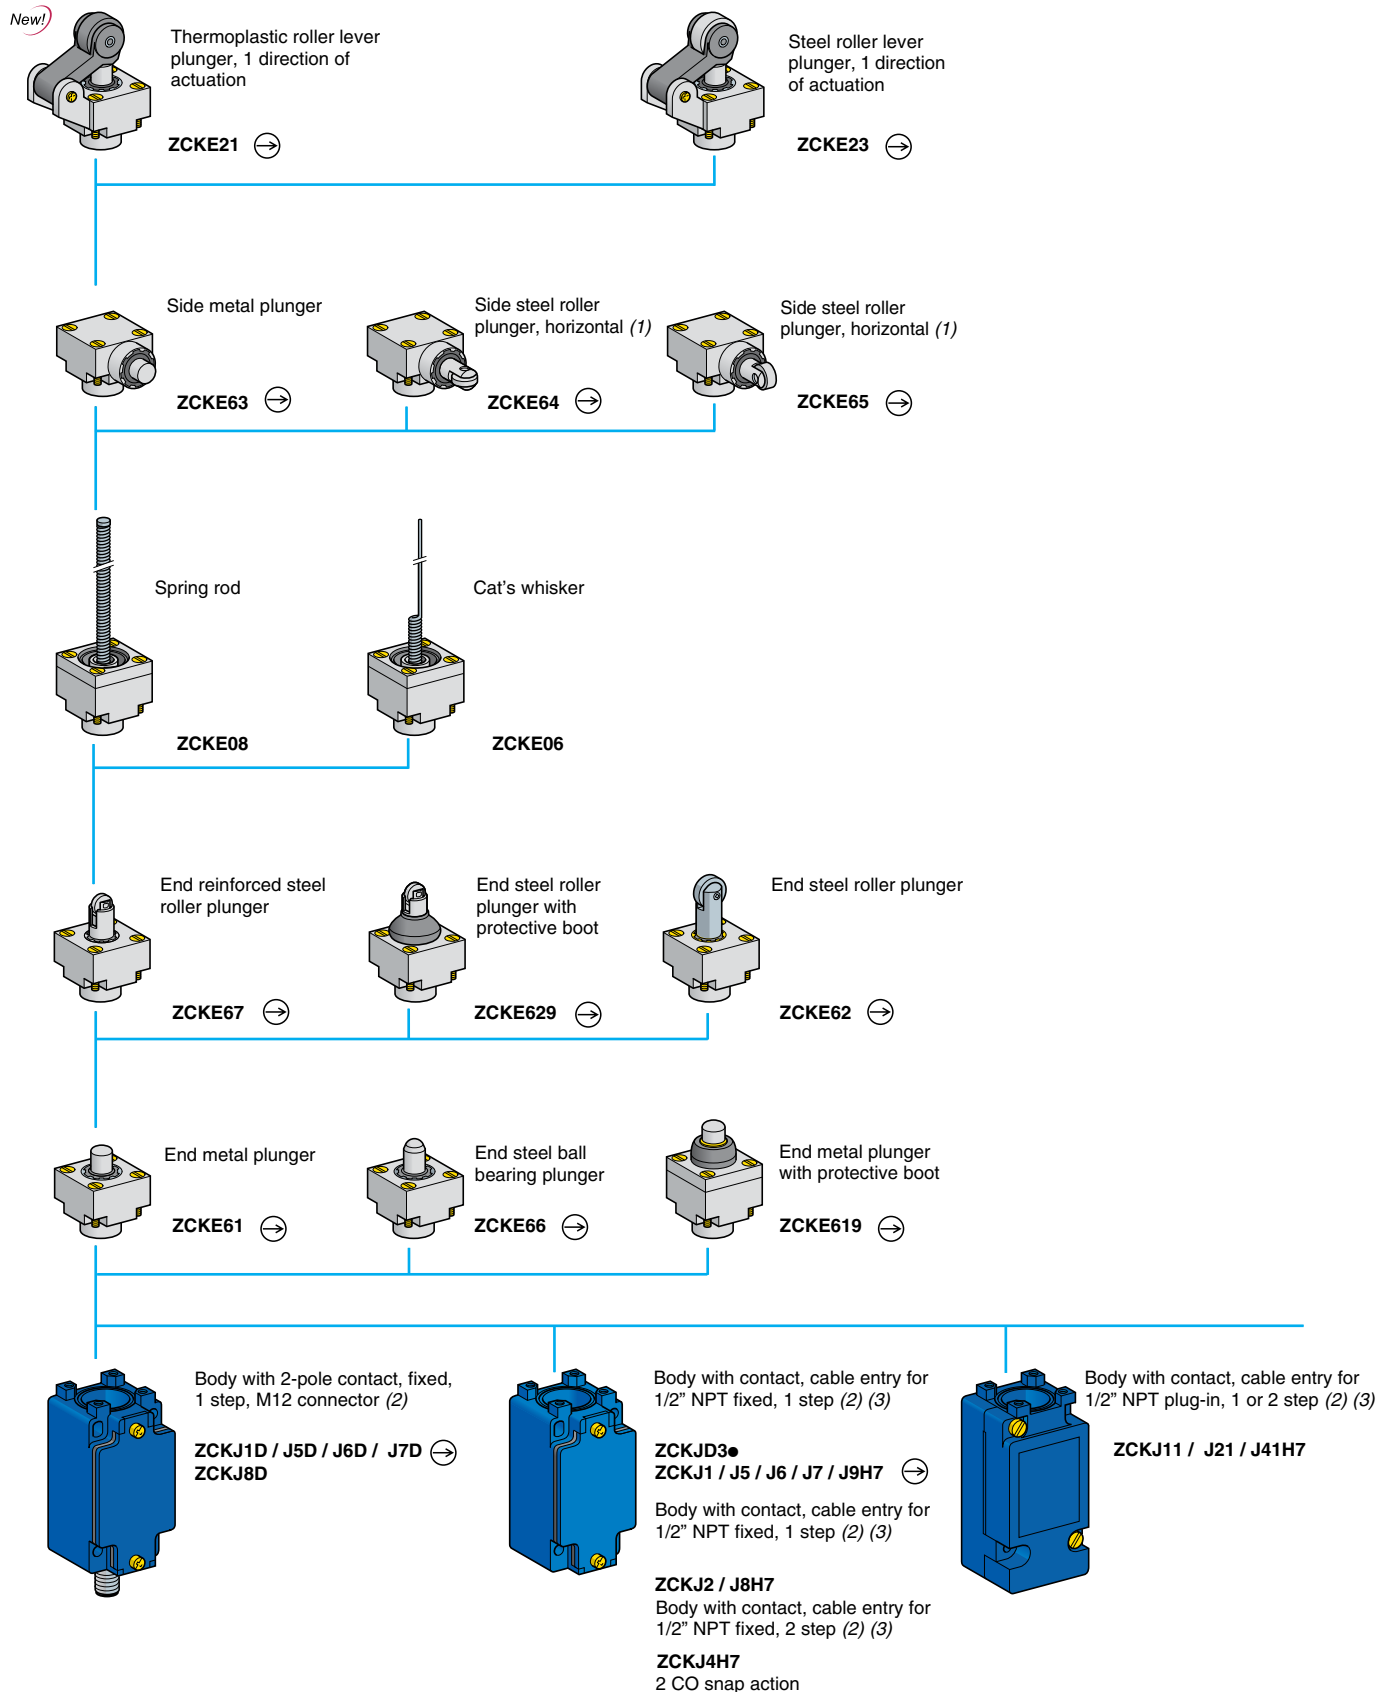 New!
Thermoplastic roller lever
plunger, 1 direction of
actuation
ZCKE21
Steel roller lever
plunger, 1 direction
of actuation
ZCKE23
Side metal plunger
ZCKE63
Side steel roller
plunger, horizontal (1)
ZCKE64
Side steel roller
plunger, horizontal (1)
ZCKE65
Spring rod
ZCKE08
Cat's whisker
ZCKE06
End reinforced steel
roller plunger
ZCKE67
End steel roller
plunger with
protective boot
ZCKE629
End steel roller plunger
ZCKE62
End metal plunger
ZCKE61
End steel ball
bearing plunger
ZCKE66
End metal plunger
with protective boot
ZCKE619
Body with 2-pole contact, fixed,
1 step, M12 connector (2)
ZCKJ1D / J5D / J6D / J7D
ZCKJ8D
Body with contact, cable entry for
1/2” NPT fixed, 1 step (2) (3)
ZCKJD3●
ZCKJ1 / J5 / J6 / J7 / J9H7
Body with contact, cable entry for
1/2” NPT fixed, 1 step (2) (3)
ZCKJ2 / J8H7
Body with contact, cable entry for
1/2” NPT fixed, 2 step (2) (3)
ZCKJ4H7
2 CO snap action
Body with contact, cable entry for
1/2” NPT plug-in, 1 or 2 step (2) (3)
ZCKJ11 / J21 / J41H7